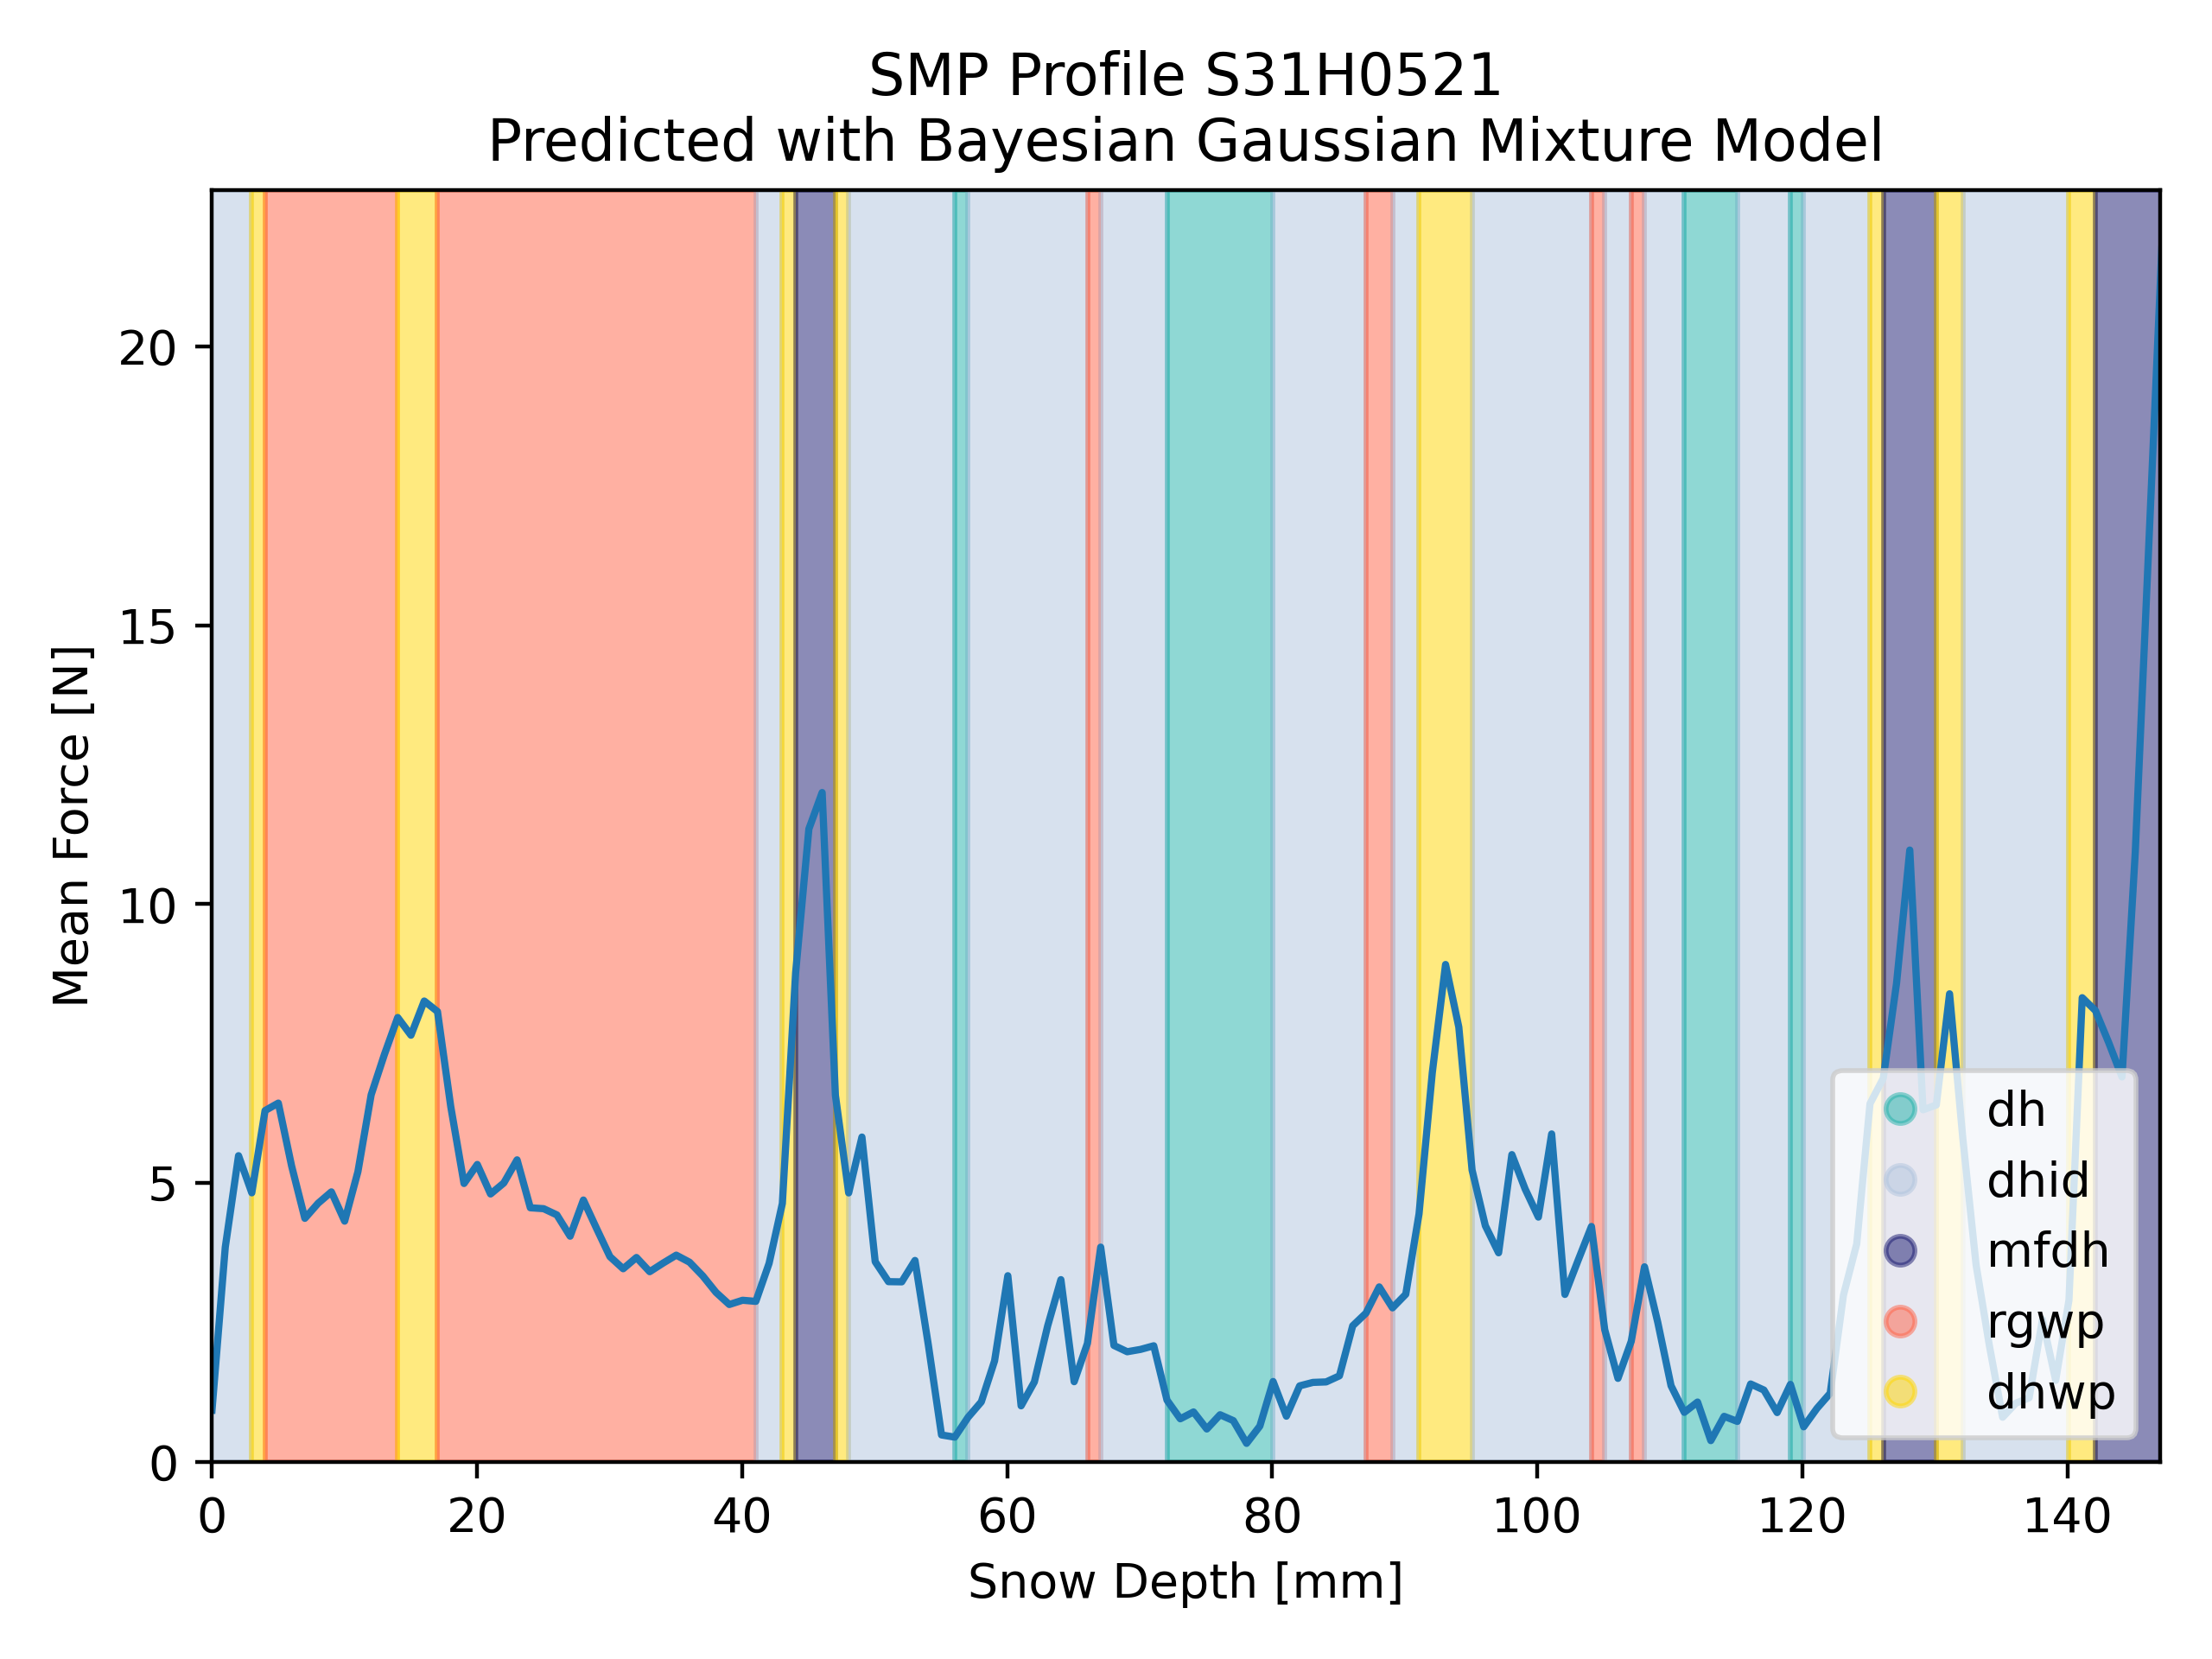 SMP Profile S31H0521
Predicted with Bayesian Gaussian Mixture Model
Mean Force [N]
20
15
10
5
0
dh
dhid
mfdh
rgwp
dhwp
0 20 40 60 80 100 120 140
Snow Depth [mm]